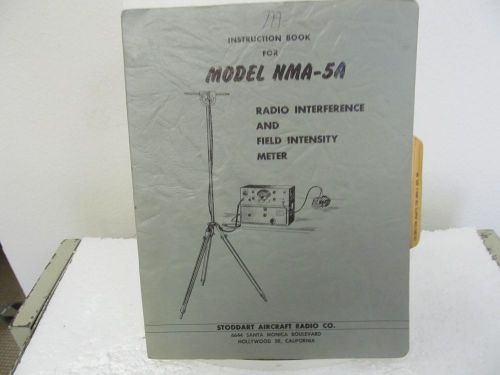 INSTRUCTION BOOK
FOR
MODEL NMA-5A
RADIO INTERFERENCE
AND
FIELD INTENSITY
METER
STODDART AIRCRAFT RADIO CO.
6644 SANTA MONICA BOULEVARD
HOLLYWOOD 38, CALIFORNIA